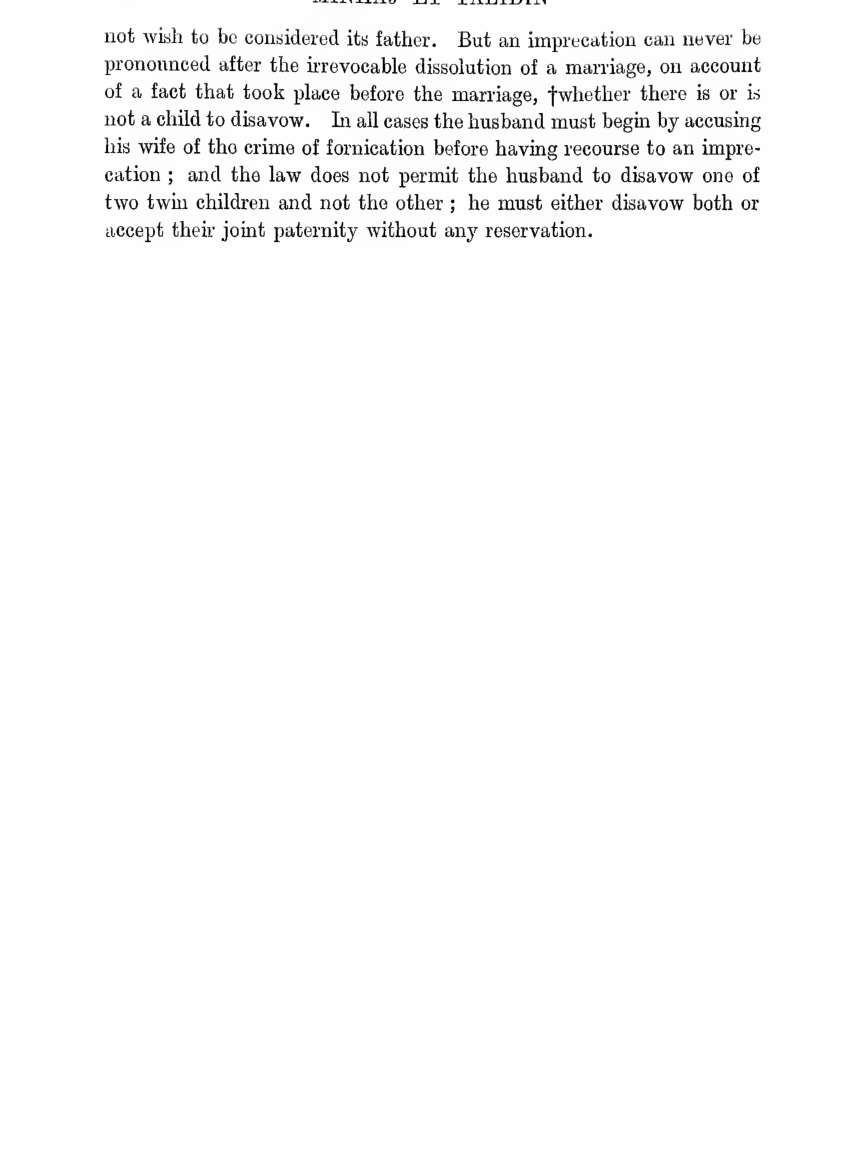 MINHAJ ET TALIBIN
not wish to be considered its father. But an imprecation can never be
pronounced after the irrevocable dissolution of a marriage, on account
of a fact that took place before the marriage, †whether there is or is
not a child to disavow. In all cases the husband must begin by accusing
his wife of the crime of fornication before having recourse to an impre-
cation ; and the law does not permit the husband to disavow one of
two twin children and not the other ; he must either disavow both or
accept their joint paternity without any reservation.